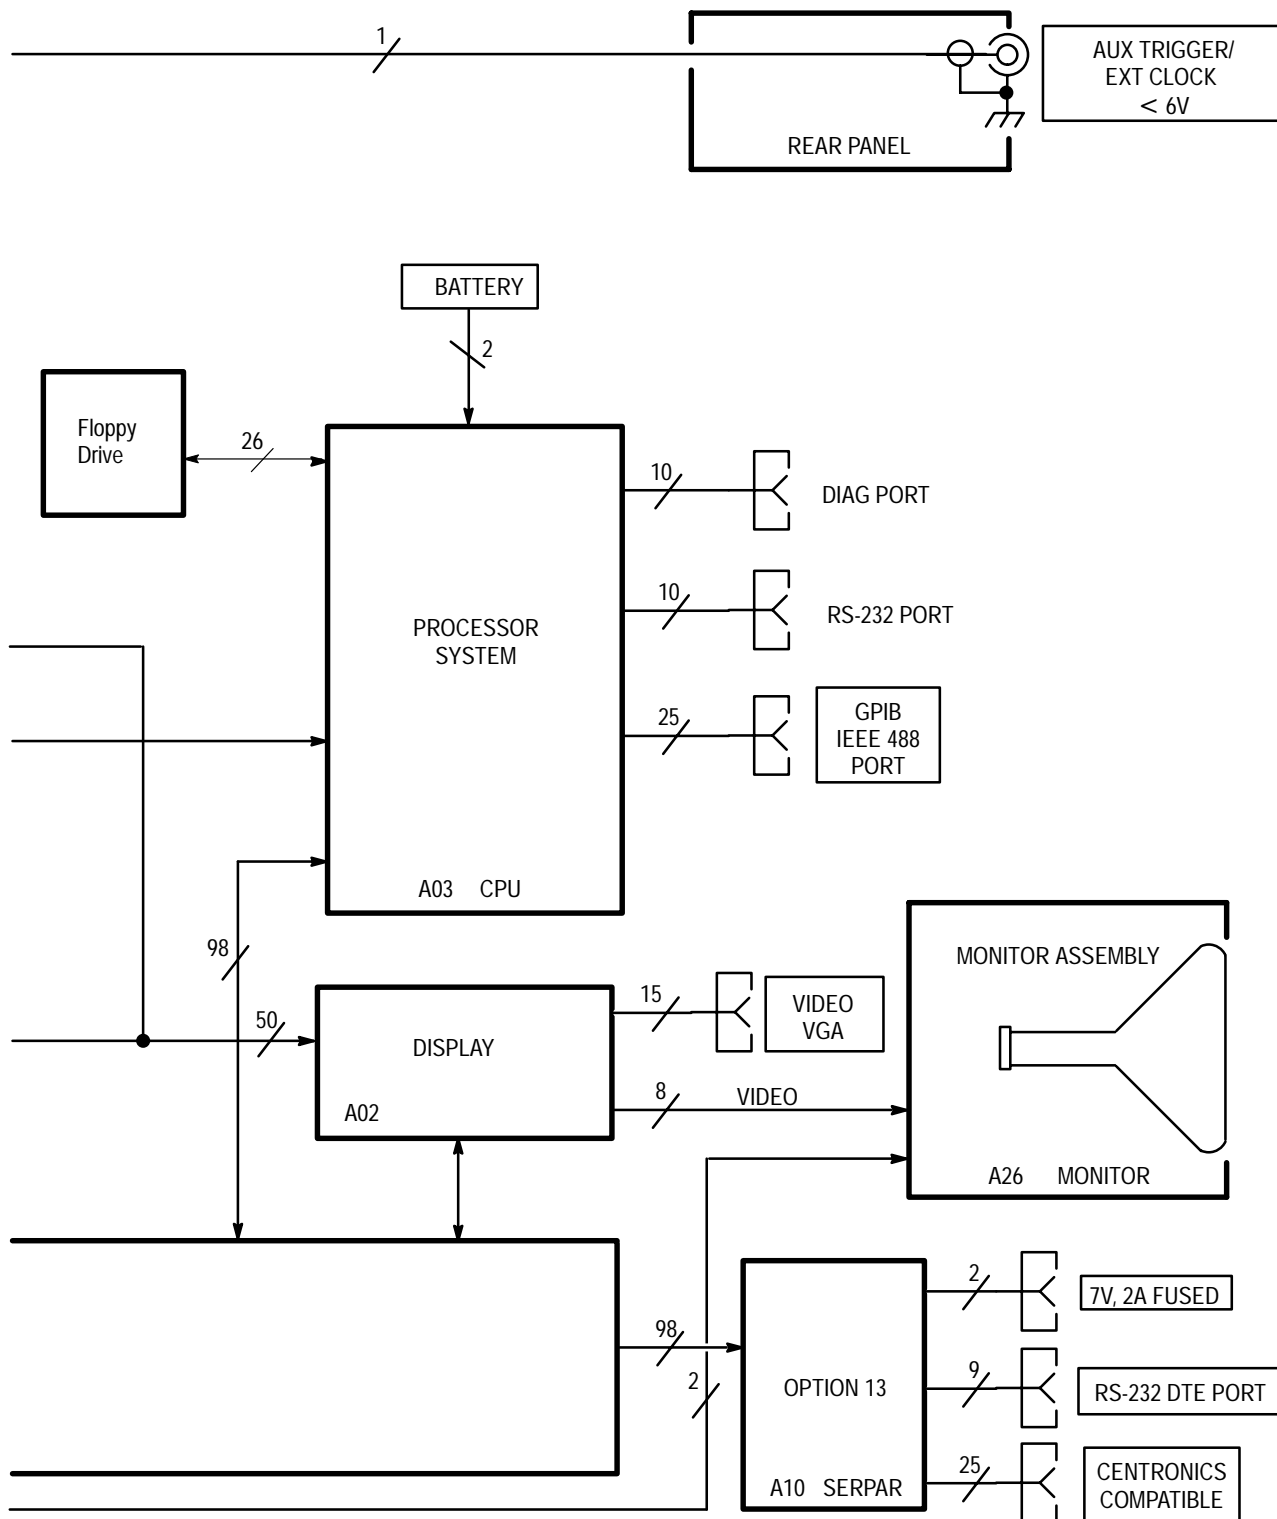 1
AUX TRIGGER/
EXT CLOCK
< 6V
REAR PANEL
BATTERY
2
Floppy
Drive
26
10
DIAG PORT
10
RS-232 PORT
PROCESSOR
SYSTEM
25
GPIB
IEEE 488
PORT
A03 CPU
98
MONITOR ASSEMBLY
15
VIDEO
VGA
50
DISPLAY
8
VIDEO
A02
A26 MONITOR
2
7V, 2A FUSED
98
2
OPTION 13
9
RS-232 DTE PORT
25
CENTRONICS
COMPATIBLE
A10 SERPAR